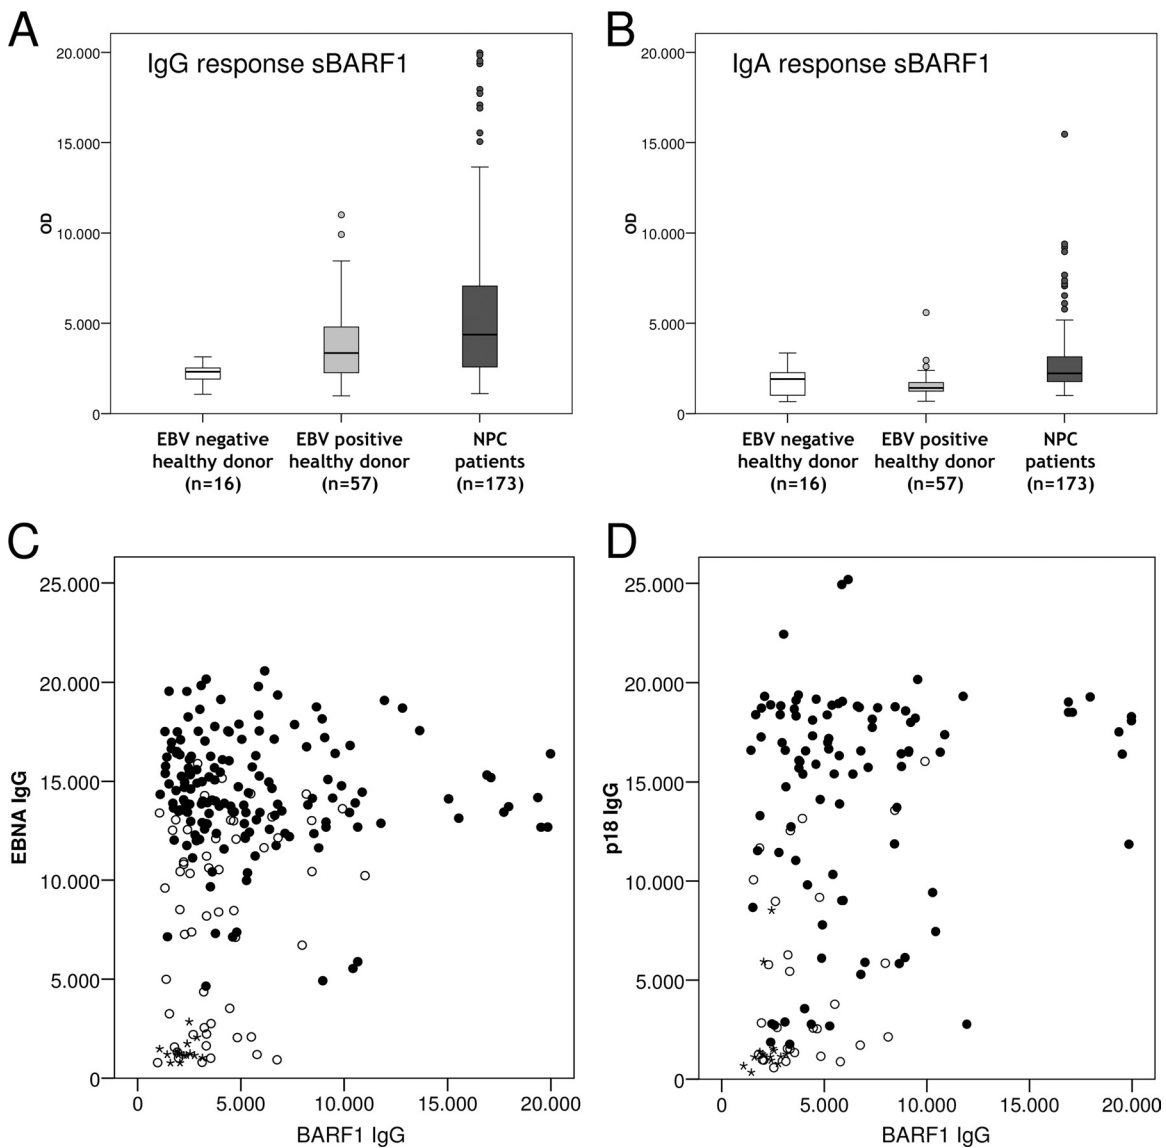 A
IgG response sBARF1
20.000
15.000
10.000
5.000
0
OD
EBV negative
healthy donor
(n=16)
EBV positive
healthy donor
(n=57)
NPC
patients
(n=173)
B
IgA response sBARF1
20.000
15.000
10.000
5.000
0
OD
EBV negative
healthy donor
(n=16)
EBV positive
healthy donor
(n=57)
NPC
patients
(n=173)
C
25.000
20.000
15.000
10.000
5.000
0
EBNA IgG
0
5.000
10.000
15.000
20.000
BARF1 IgG
D
25.000
20.000
15.000
10.000
5.000
0
p18 IgG
0
5.000
10.000
15.000
20.000
BARF1 IgG